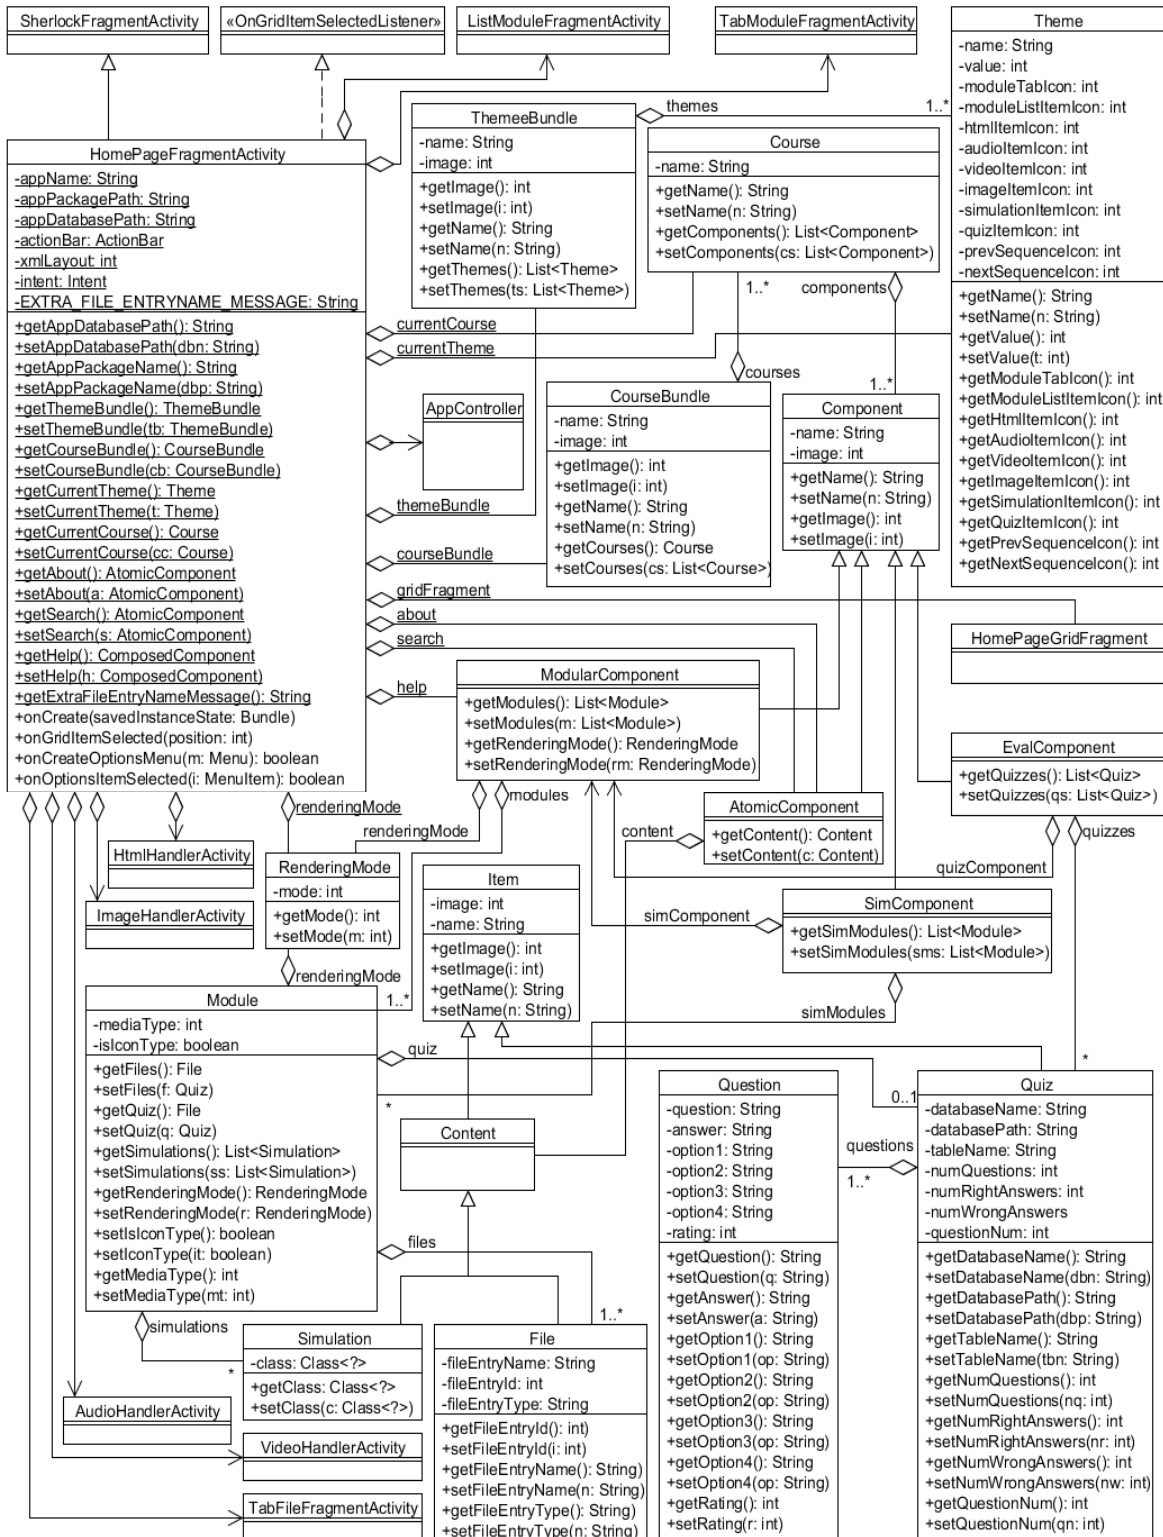 SherlockFragmentActivity
«OnGridItemSelectedListener»
ListModuleFragmentActivity
TabModuleFragmentActivity
Theme
-name: String
-value: int
-moduleTabIcon: int
-moduleListItemIcon: int
-htmlItemIcon: int
-audioItemIcon: int
-videoItemIcon: int
-imageItemIcon: int
-simulationItemIcon: int
-quizItemIcon: int
-prevSequenceIcon: int
-nextSequenceIcon: int
+getName(): String
+setName(n: String)
+getValue(): int
+setValue(t: int)
+getModuleTabIcon(): int
+getModuleListItemIcon(): int
+getHtmlItemIcon(): int
+getAudioItemIcon(): int
+getVideoItemIcon(): int
+getImageItemIcon(): int
+getSimulationItemIcon(): int
+getQuizItemIcon(): int
+getPrevSequenceIcon(): int
+getNextSequenceIcon(): int
themes
1..*
ThemeeBundle
-name: String
-image: int
+getImage(): int
+setImage(i: int)
+getName(): String
+setName(n: String)
+getThemes(): List<Theme>
+setThemes(ts: List<Theme>)
Course
-name: String
+getName(): String
+setName(n: String)
+getComponents(): List<Component>
+setComponents(cs: List<Component>)
HomePageFragmentActivity
-appName: String
-appPackagePath: String
-appDatabasePath: String
-actionBar: ActionBar
-xmlLayout: int
-intent: Intent
-EXTRA_FILE_ENTRYNAME_MESSAGE: String
+getAppDatabasePath(): String
+setAppDatabasePath(dbn: String)
+getAppPackageName(): String
+setAppPackageName(dbp: String)
+getThemeBundle(): ThemeBundle
+setThemeBundle(tb: ThemeBundle)
+getCourseBundle(): CourseBundle
+setCourseBundle(cb: CourseBundle)
+getCurrentTheme(): Theme
+setCurrentTheme(t: Theme)
+getCurrentCourse(): Course
+setCurrentCourse(cc: Course)
+getAbout(): AtomicComponent
+setAbout(a: AtomicComponent)
+getSearch(): AtomicComponent
+setSearch(s: AtomicComponent)
+getHelp(): ComposedComponent
+setHelp(h: ComposedComponent)
+getExtraFileEntryNameMessage(): String
+onCreate(savedInstanceState: Bundle)
+onGridItemSelected(position: int)
+onCreateOptionsMenu(m: Menu): boolean
+onOptionsItemSelected(i: MenuItem): boolean
currentCourse
currentTheme
1..*
components
courses
1..*
AppController
CourseBundle
-name: String
-image: int
+getImage(): int
+setImage(i: int)
+getName(): String
+setName(n: String)
+getCourses(): Course
+setCourses(cs: List<Course>)
Component
-name: String
-image: int
+getName(): String
+setName(n: String)
+getImage(): int
+setImage(i: int)
themeBundle
courseBundle
gridFragment
about
search
help
HomePageGridFragment
ModularComponent
+getModules(): List<Module>
+setModules(m: List<Module>)
+getRenderingMode(): RenderingMode
+setRenderingMode(rm: RenderingMode)
EvalComponent
+getQuizzes(): List<Quiz>
+setQuizzes(qs: List<Quiz>)
AtomicComponent
+getContent(): Content
+setContent(c: Content)
renderingMode
renderingMode
modules
content
quizComponent
quizzes
HtmlHandlerActivity
ImageHandlerActivity
RenderingMode
-mode: int
+getMode(): int
+setMode(m: int)
Item
-image: int
-name: String
+getImage(): int
+setImage(i: int)
+getName(): String
+setName(n: String)
simComponent
SimComponent
+getSimModules(): List<Module>
+setSimModules(sms: List<Module>)
renderingMode
1..*
simModules
Module
-mediaType: int
-isIconType: boolean
+getFiles(): File
+setFiles(f: Quiz)
+getQuiz(): File
+setQuiz(q: Quiz)
+getSimulations(): List<Simulation>
+setSimulations(ss: List<Simulation>)
+getRenderingMode(): RenderingMode
+setRenderingMode(r: RenderingMode)
+setIsIconType(): boolean
+setIconType(it: boolean)
+getMediaType(): int
+setMediaType(mt: int)
quiz
*
0..1
*
Content
Question
-question: String
-answer: String
-option1: String
-option2: String
-option3: String
-option4: String
-rating: int
+getQuestion(): String
+setQuestion(q: String)
+getAnswer(): String
+setAnswer(a: String)
+getOption1(): String
+setOption1(op: String)
+getOption2(): String
+setOption2(op: String)
+getOption3(): String
+setOption3(op: String)
+getOption4(): String
+setOption4(op: String)
+getRating(): int
+setRating(r: int)
questions
1..*
Quiz
-databaseName: String
-databasePath: String
-tableName: String
-numQuestions: int
-numRightAnswers: int
-numWrongAnswers
-questionNum: int
+getDatabaseName(): String
+setDatabaseName(dbn: String)
+getDatabasePath(): String
+setDatabasePath(dbp: String)
+getTableName(): String
+setTableName(tbn: String)
+getNumQuestions(): int
+setNumQuestions(nq: int)
+getNumRightAnswers(): int
+setNumRightAnswers(nr: int)
+getNumWrongAnswers(): int
+setNumWrongAnswers(nw: int)
+getQuestionNum(): int
+setQuestionNum(qn: int)
files
1..*
simulations
*
Simulation
-class: Class<?>
+getClass: Class<?>
+setClass(c: Class<?>)
File
-fileEntryName: String
-fileEntryId: int
-fileEntryType: String
+getFileEntryId(): int)
+setFileEntryId(i: int)
+getFileEntryName(): String)
+setFileEntryName(n: String)
+getFileEntryType(): String)
+setFileEntryType(n: String)
AudioHandlerActivity
VideoHandlerActivity
TabFileFragmentActivity